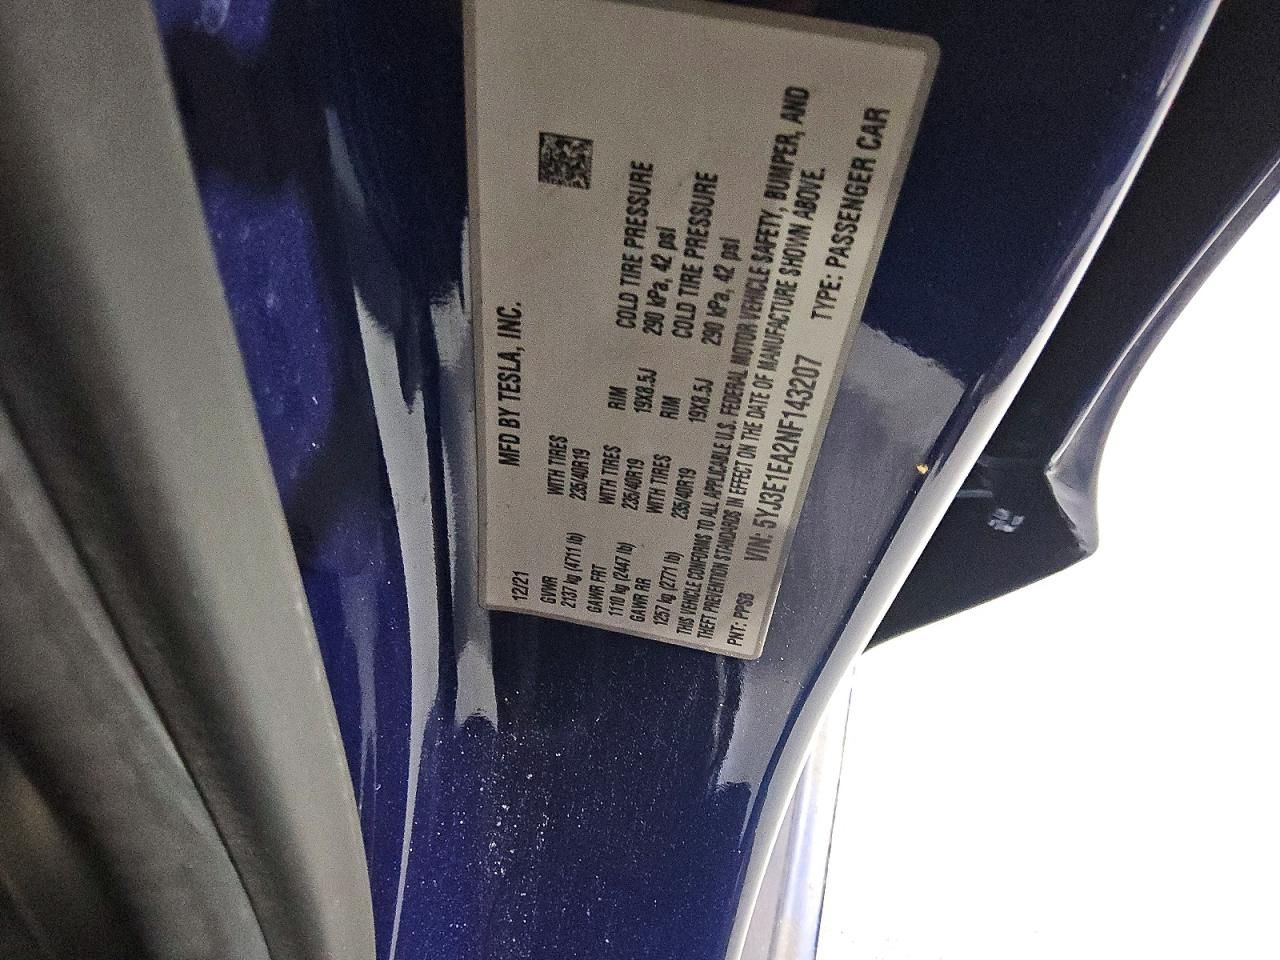 MFD BY TESLA, INC.
12/21
GVWR WITH TIRES RIM COLD TIRE PRESSURE
2137 kg (4711 lb) 235/40R19 19X8.5J 290 kPa, 42 psi
GAWR FRT WITH TIRES RIM COLD TIRE PRESSURE
1110 kg (2447 lb) 235/40R19 19X8.5J 290 kPa, 42 psi
GAWR RR WITH TIRES
1257 kg (2771 lb) 235/40R19
THIS VEHICLE CONFORMS TO ALL APPLICABLE U.S. FEDERAL MOTOR VEHICLE SAFETY, BUMPER, AND
THEFT PREVENTION STANDARDS IN EFFECT ON THE DATE OF MANUFACTURE SHOWN ABOVE.
PNT: PPSB VIN: 5YJ3E1EA2NF143207 TYPE: PASSENGER CAR